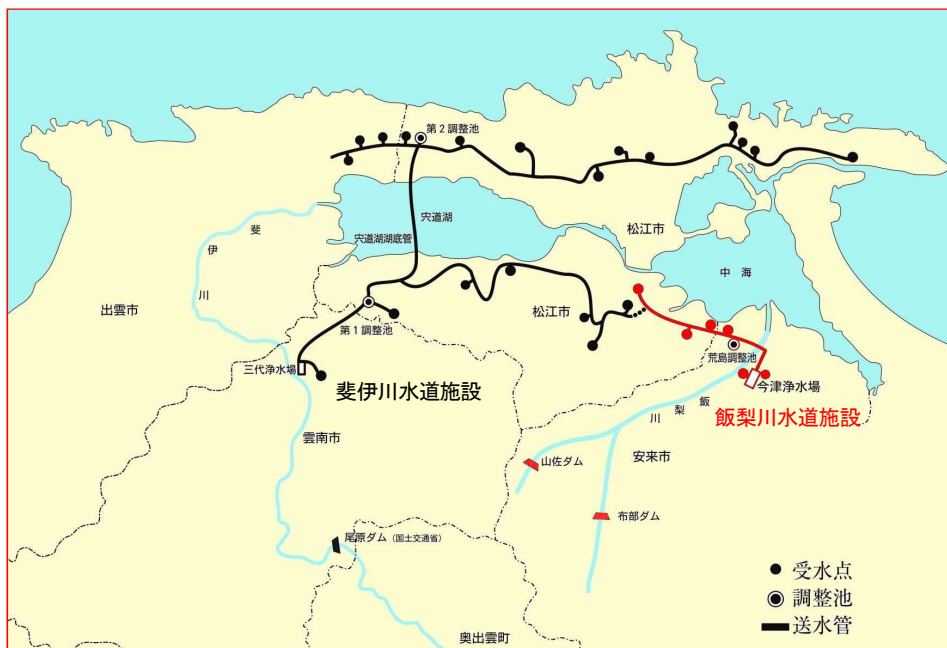 第2調整池
宍道湖
宍道湖湖底管
松江市
中 海
斐
伊
川
出雲市
松江市
第1調整池
荒島調整池
三代浄水場
今津浄水場
斐伊川水道施設
飯梨川水道施設
飯
梨
川
雲南市
安来市
山佐ダム
布部ダム
尾原ダム（国土交通省）
奥出雲町
受水点
調整池
送水管